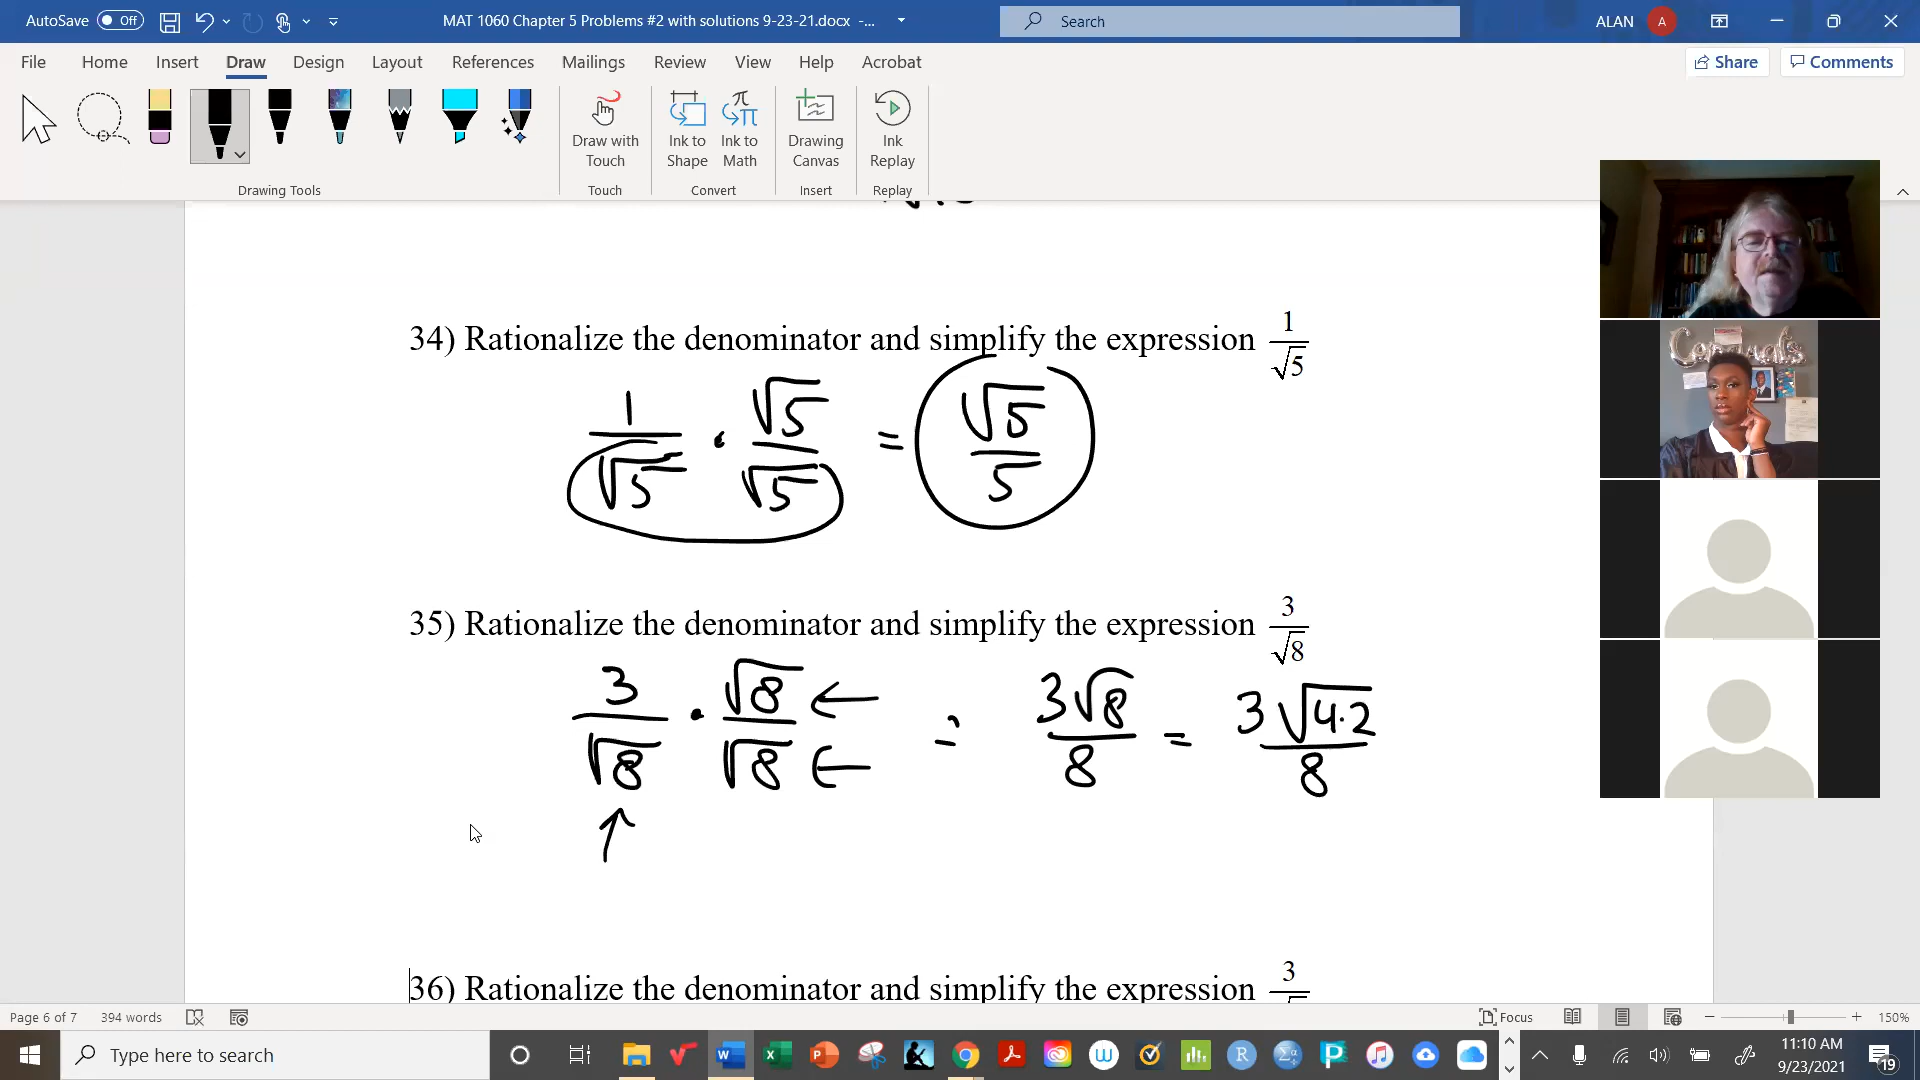 AutoSave Off MAT 1060 Chapter 5 Problems #2 with solutions 9-23-21.docx -... Search ALAN A
File Home Insert Draw Design Layout References Mailings Review View Help Acrobat Share Comments
Draw with Touch
Ink to Shape
Ink to Math
Drawing Canvas
Ink Replay
Drawing Tools Touch Convert Insert Replay
34) Rationalize the denominator and simplify the expression 1/√5
1/√5 · √5/√5 = √5/5
35) Rationalize the denominator and simplify the expression 3/√8
3/√8 · √8/√8 = 3√8/8 = 3√4·2/8
36) Rationalize the denominator and simplify the expression 3
Congrats
Page 6 of 7 394 words Focus 150%
Type here to search
11:10 AM
9/23/2021
19